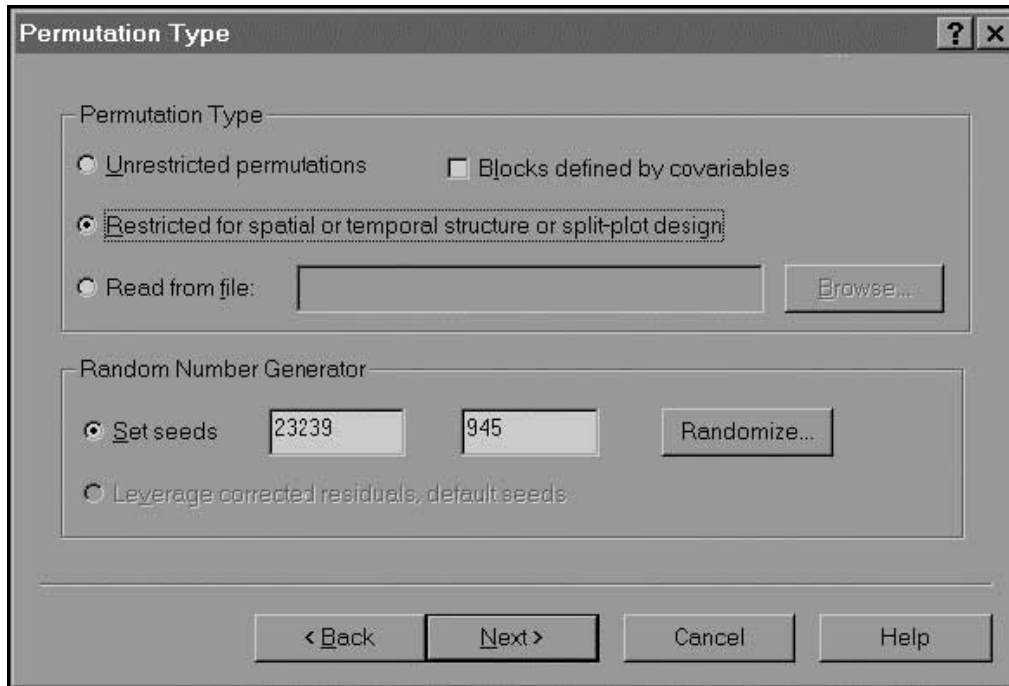 Permutation Type
Permutation Type
Unrestricted permutations Blocks defined by covariables
Restricted for spatial or temporal structure or split-plot design
Read from file: Browse...
Random Number Generator
Set seeds 23239 945 Randomize...
Leverage corrected residuals, default seeds
< Back Next > Cancel Help